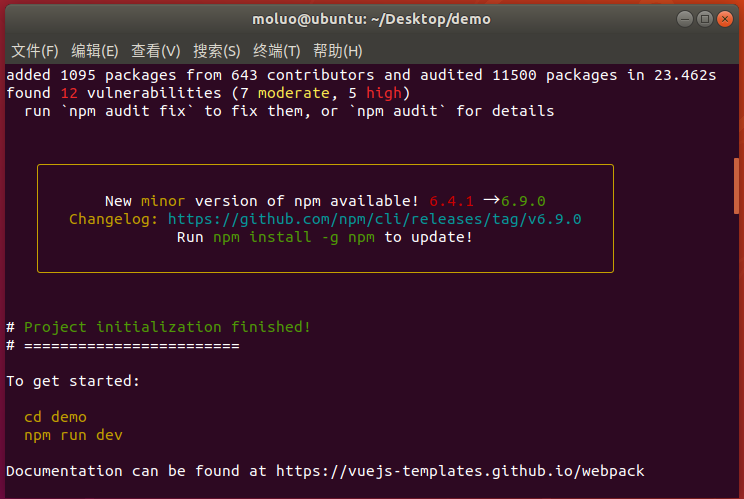 moluo@ubuntu: ~/Desktop/demo
文件(F) 编辑(E) 查看(V) 搜索(S) 终端(T) 帮助(H)
added 1095 packages from 643 contributors and audited 11500 packages in 23.462s
found 12 vulnerabilities (7 moderate, 5 high)
run `npm audit fix` to fix them, or `npm audit` for details
New minor version of npm available! 6.4.1 →6.9.0
Changelog: https://github.com/npm/cli/releases/tag/v6.9.0
Run npm install -g npm to update!
# Project initialization finished!
# ========================
To get started:
cd demo
npm run dev
Documentation can be found at https://vuejs-templates.github.io/webpack